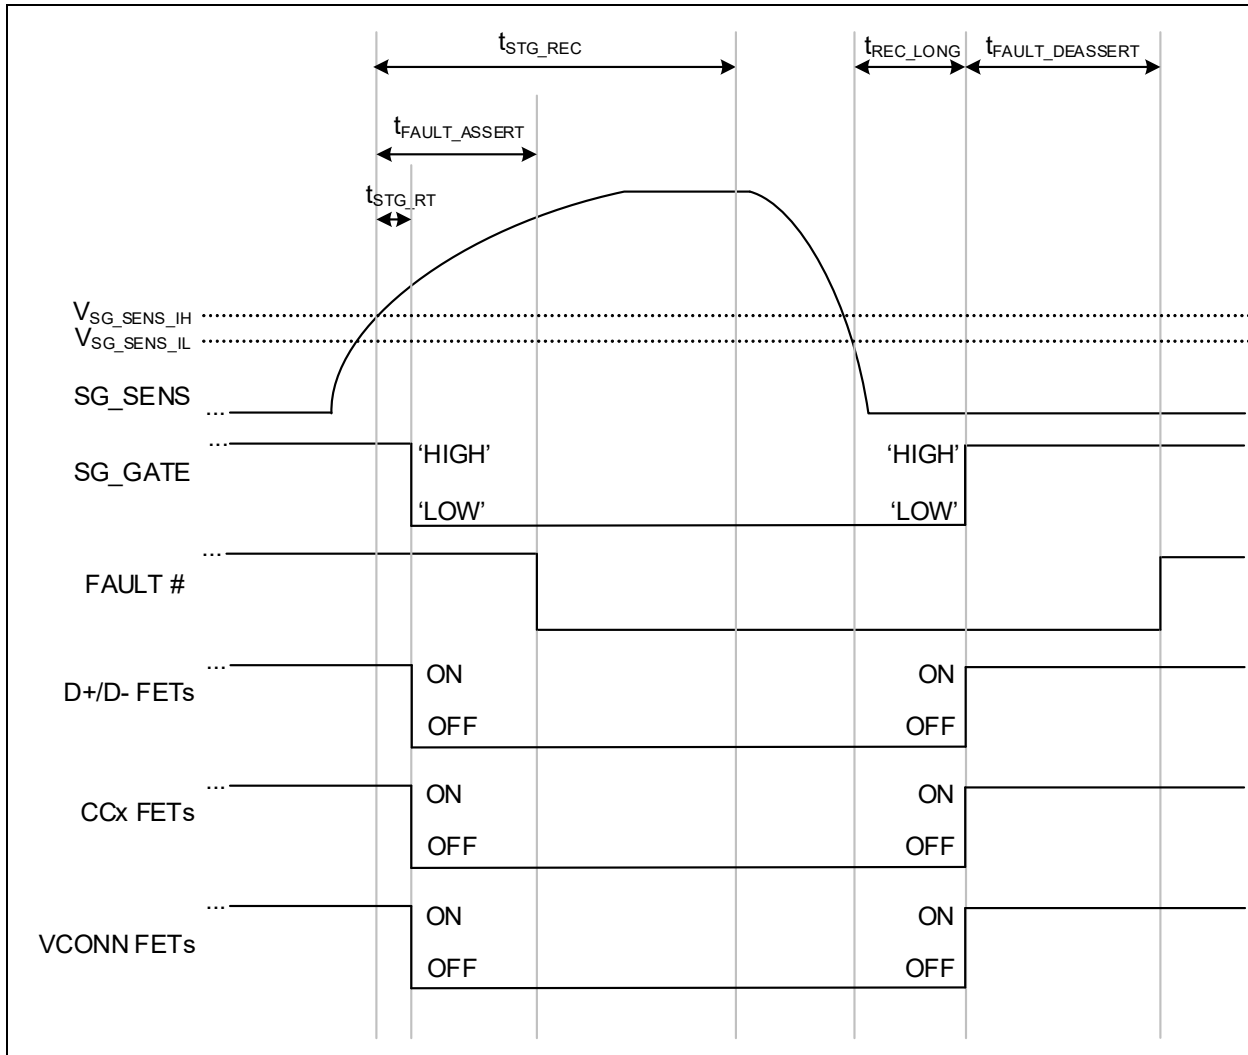 tSTG_REC
tREC_LONG
tFAULT_DEASSERT
tFAULT_ASSERT
tSTG_RT
VSG_SENS_IH
VSG_SENS_IL
SG_SENS
...
...
SG_GATE
‘HIGH’
‘HIGH’
‘LOW’
‘LOW’
...
FAULT #
...
D+/D- FETs
ON
ON
OFF
OFF
...
CCx FETs
ON
ON
OFF
OFF
...
VCONN FETs
ON
ON
OFF
OFF